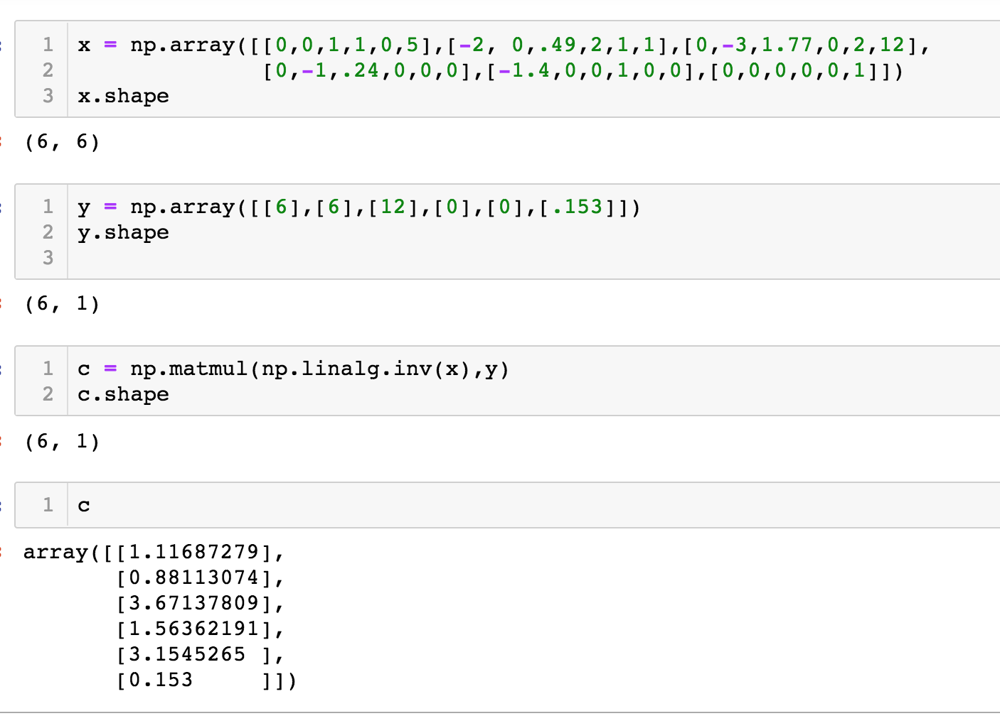 1 x = np.array([[0,0,1,1,0,5],[-2, 0,.49,2,1,1],[0,-3,1.77,0,2,12],
2 [0,-1,.24,0,0,0],[-1.4,0,0,1,0,0],[0,0,0,0,0,1]])
3 x.shape
(6, 6)
1 y = np.array([[6],[6],[12],[0],[0],[.153]])
2 y.shape
3
(6, 1)
1 c = np.matmul(np.linalg.inv(x),y)
2 c.shape
(6, 1)
1 c
array([[1.11687279],
[0.88113074],
[3.67137809],
[1.56362191],
[3.1545265 ],
[0.153     ]])